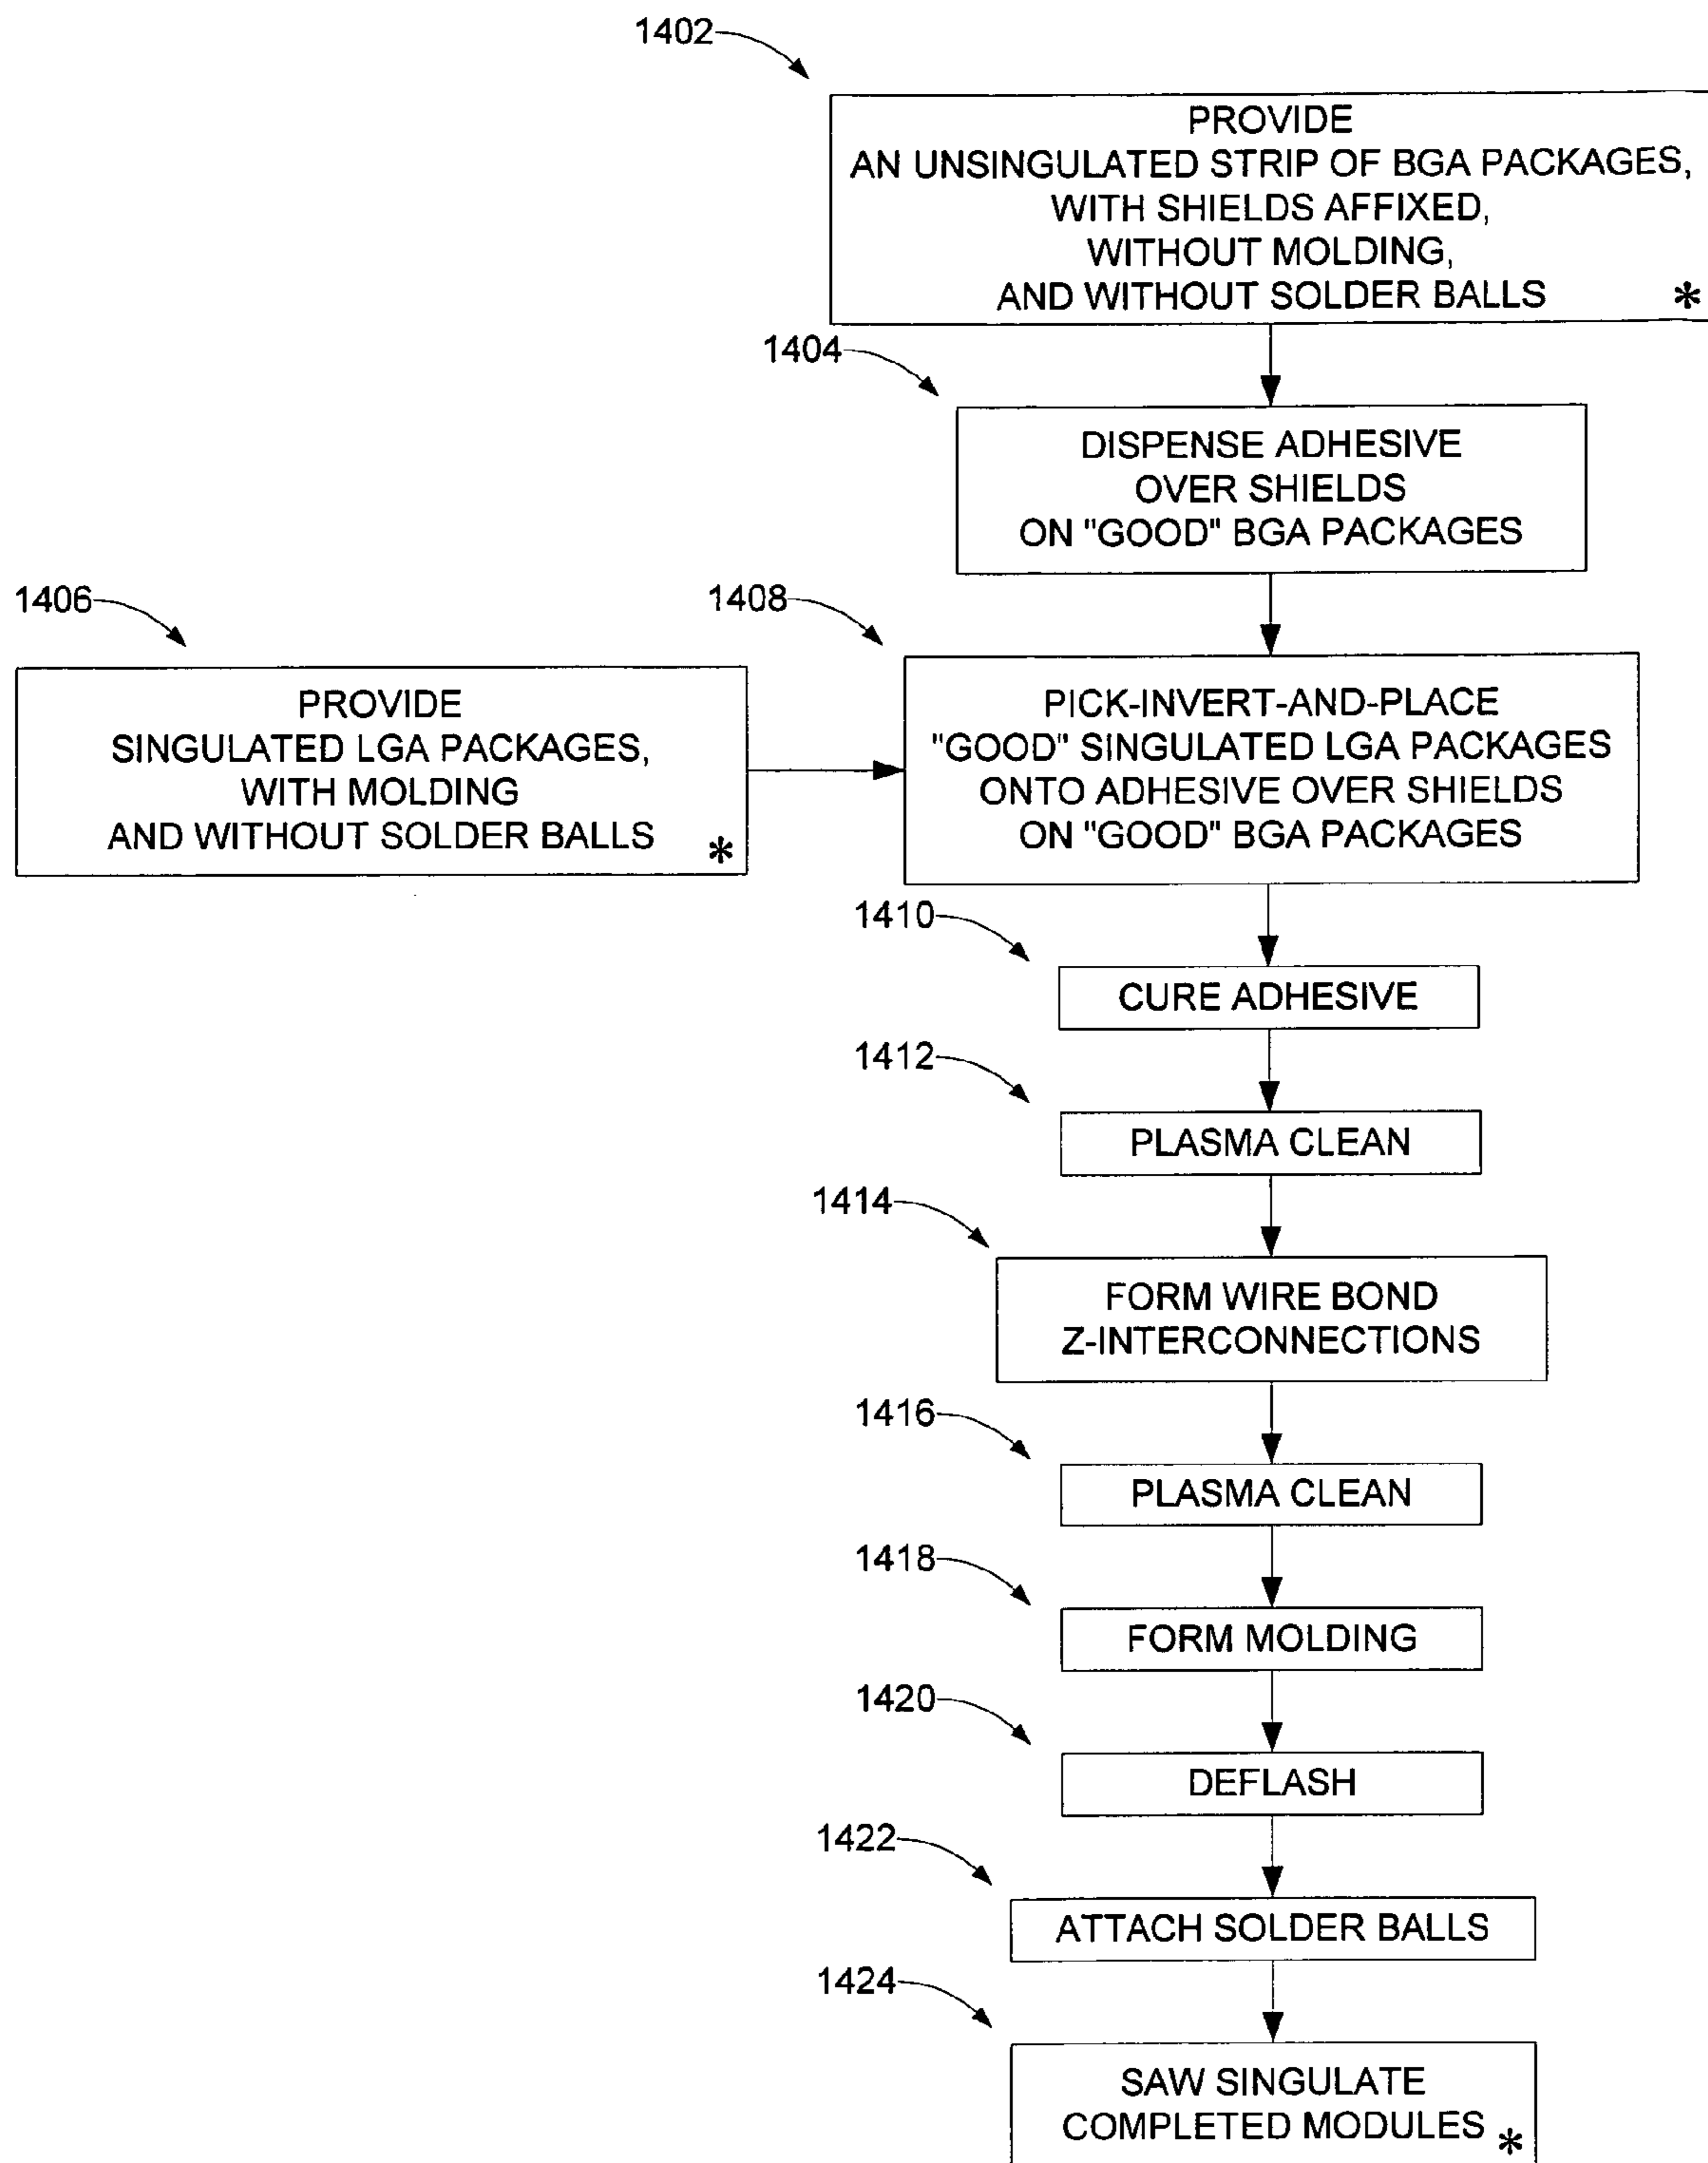 1402
PROVIDE
AN UNSINGULATED STRIP OF BGA PACKAGES,
WITH SHIELDS AFFIXED,
WITHOUT MOLDING,
AND WITHOUT SOLDER BALLS *
1404
DISPENSE ADHESIVE
OVER SHIELDS
ON "GOOD" BGA PACKAGES
1406
PROVIDE
SINGULATED LGA PACKAGES,
WITH MOLDING
AND WITHOUT SOLDER BALLS *
1408
PICK-INVERT-AND-PLACE
"GOOD" SINGULATED LGA PACKAGES
ONTO ADHESIVE OVER SHIELDS
ON "GOOD" BGA PACKAGES
1410
CURE ADHESIVE
1412
PLASMA CLEAN
1414
FORM WIRE BOND
Z-INTERCONNECTIONS
1416
PLASMA CLEAN
1418
FORM MOLDING
1420
DEFLASH
1422
ATTACH SOLDER BALLS
1424
SAW SINGULATE
COMPLETED MODULES *